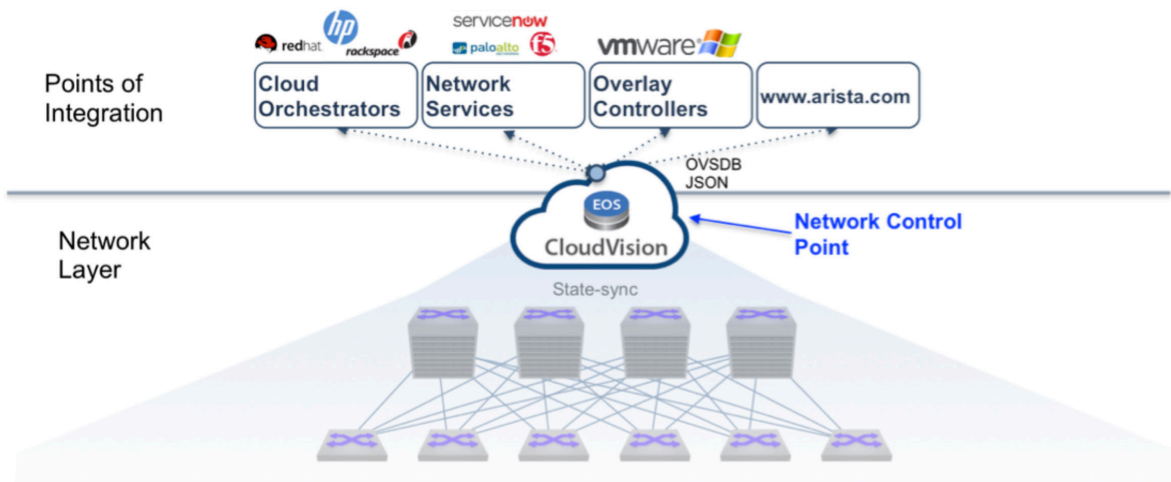 redhat
hp
rackspace
servicenow
paloalto
f5
vmware
Points of
Integration
Cloud
Orchestrators
Network
Services
Overlay
Controllers
www.arista.com
OVSDB
JSON
EOS
CloudVision
Network Control
Point
Network
Layer
State-sync